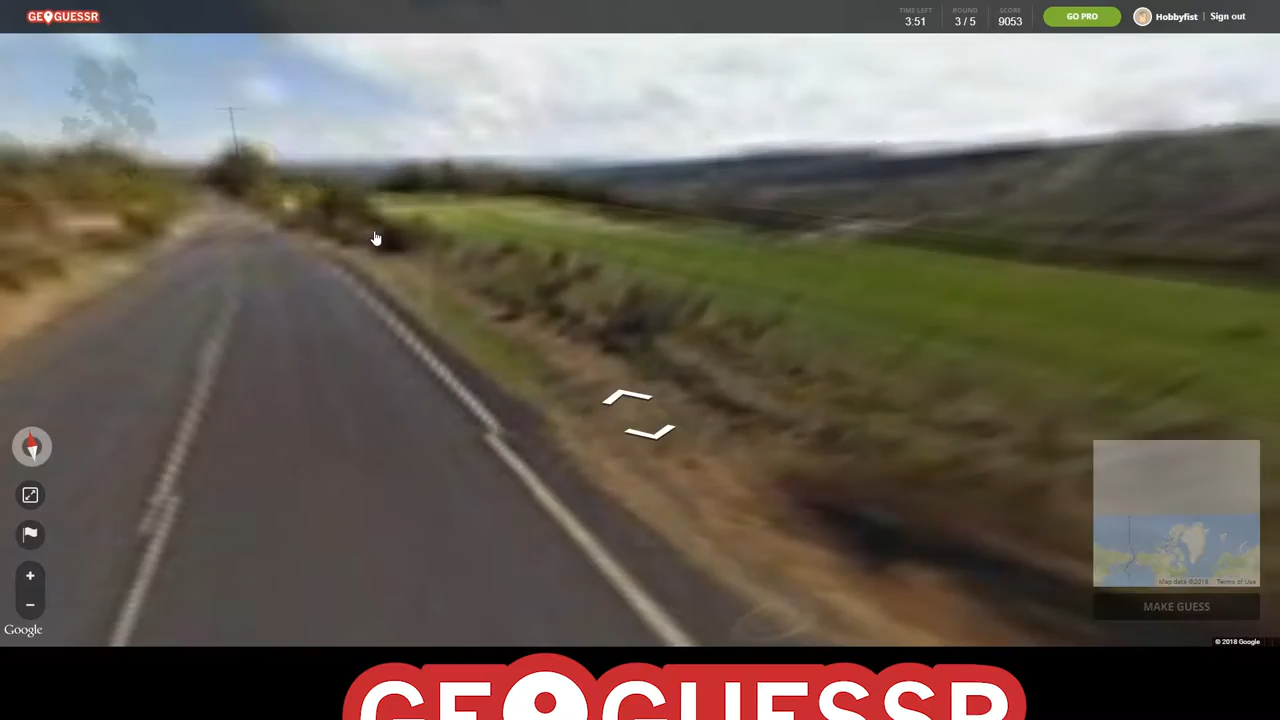 GEOGUESSR
TIME LEFT
3:51
ROUND
3 / 5
SCORE
9053
GO PRO
Hobbyfist | Sign out
Map data ©2018 Terms of Use
MAKE GUESS
Google
© 2018 Google
GEOGUESSR